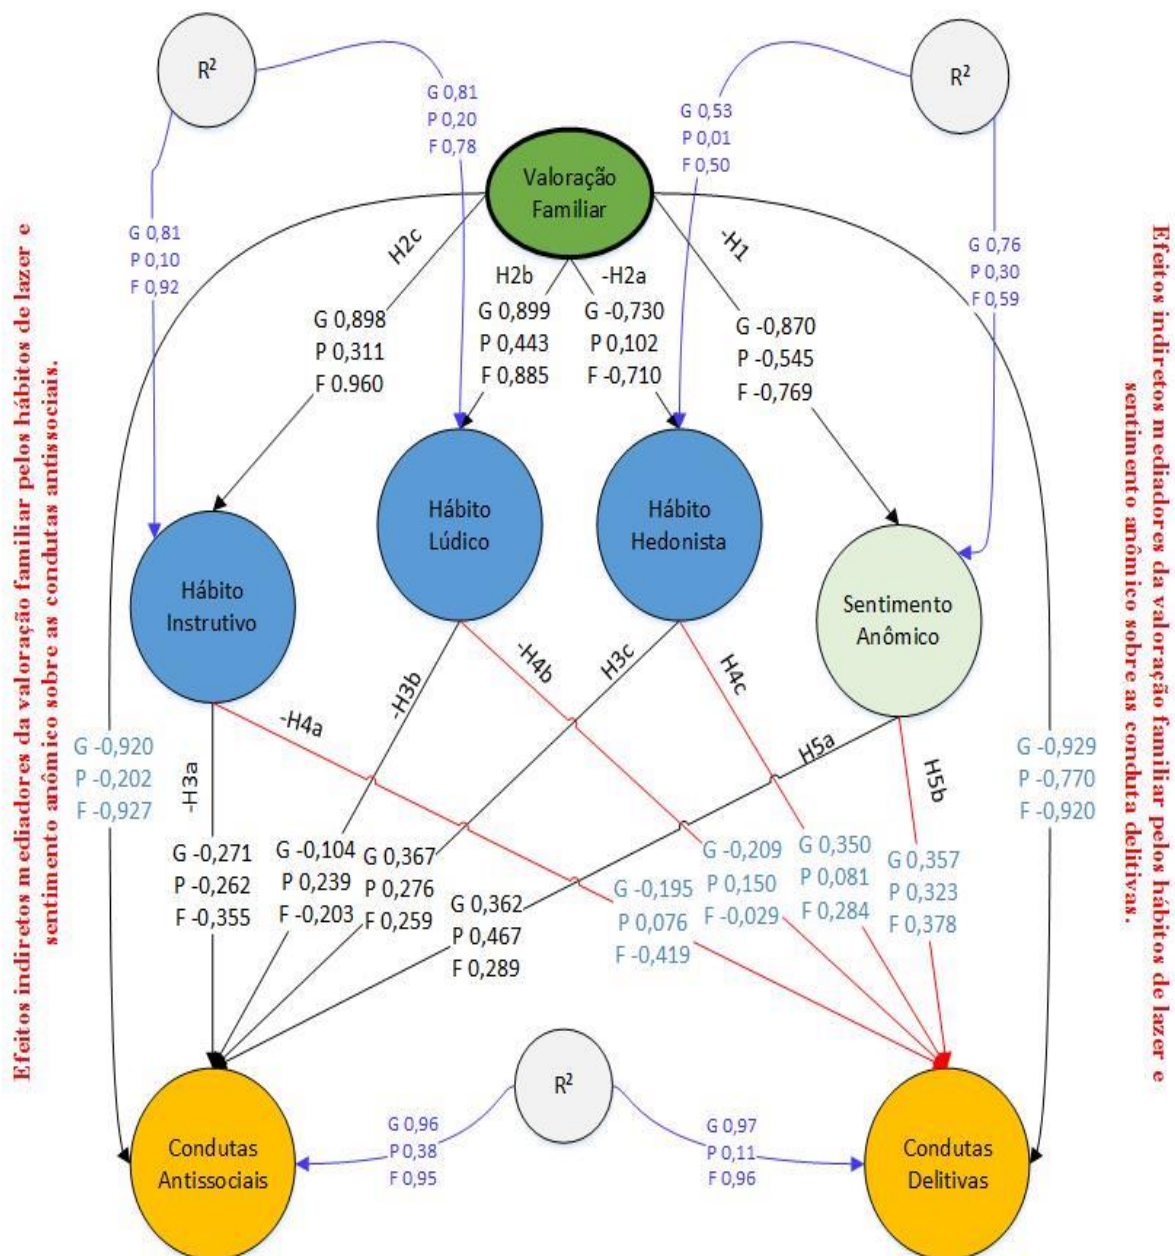 R²
R²
G 0,81
P 0,20
F 0,78
G 0,53
P 0,01
F 0,50
Valoração
Familiar
G 0,81
P 0,10
F 0,92
G 0,76
P 0,30
F 0,59
H2c
H2b
-H2a
-H1
G 0,898
P 0,311
F 0.960
G 0,899
P 0,443
F 0,885
G -0,730
P 0,102
F -0,710
G -0,870
P -0,545
F -0,769
Efeitos indiretos mediadores da valoração familiar pelos hábitos de lazer e
sentimento anômico sobre as condutas antissociais.
Efeitos indiretos mediadores da valoração familiar pelos hábitos de lazer e
sentimento anômico sobre as conduta delitivas.
Hábito
Instrutivo
Hábito
Lúdico
Hábito
Hedonista
Sentimento
Anômico
-H3a
-H4a
-H3b
-H4b
H3c
H4c
H5a
H5b
G -0,920
P -0,202
F -0,927
G -0,929
P -0,770
F -0,920
G -0,271
P -0,262
F -0,355
G -0,104
P 0,239
F -0,203
G 0,367
P 0,276
F 0,259
G 0,362
P 0,467
F 0,289
G -0,195
P 0,076
F -0,419
G -0,209
P 0,150
F -0,029
G 0,350
P 0,081
F 0,284
G 0,357
P 0,323
F 0,378
R²
G 0,96
P 0,38
F 0,95
G 0,97
P 0,11
F 0,96
Condutas
Antissociais
Condutas
Delitivas